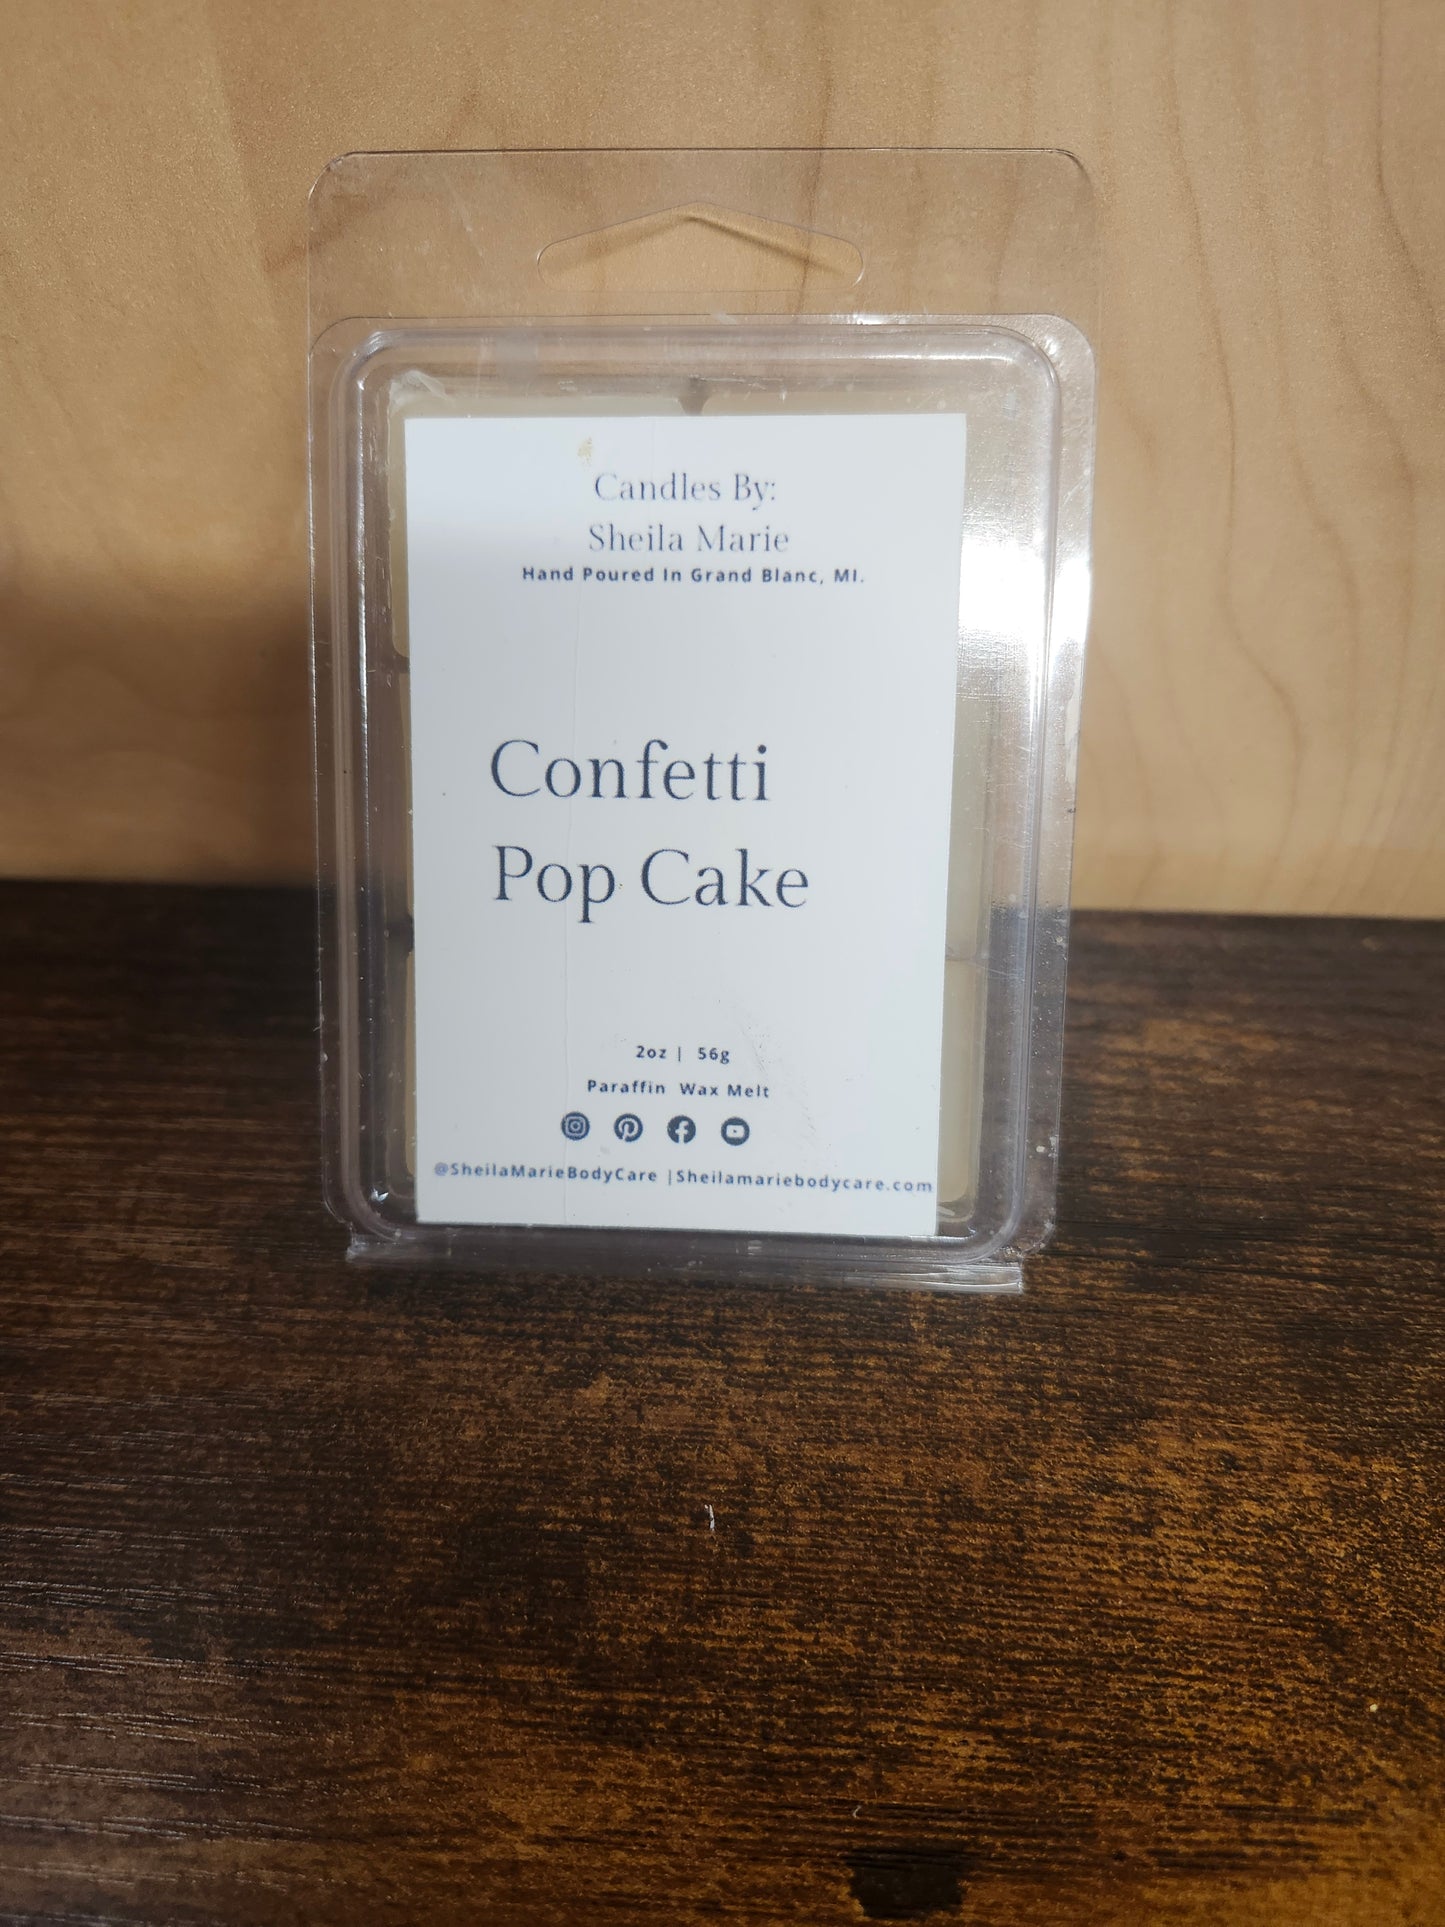 Candles By:
Sheila Marie
Hand Poured In Grand Blanc, MI.
Confetti
Pop Cake
2oz | 56g
Paraffin Wax Melt
@SheilaMarieBodyCare |Sheilamariebodycare.com